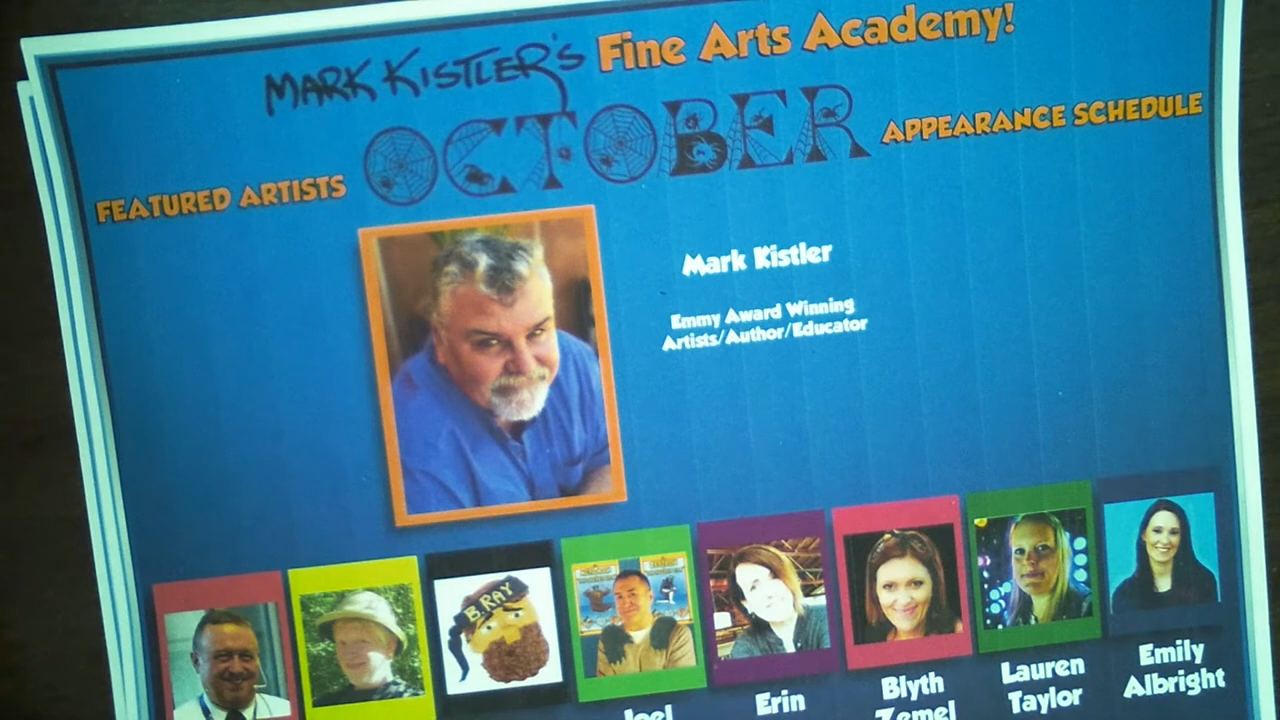 MARK KISTLER'S Fine Arts Academy!
FEATURED ARTISTS OCTOBER APPEARANCE SCHEDULE
Mark Kistler
Emmy Award Winning
Artists/Author/Educator
B.RAY
Joel
Erin
Blyth
Zemel
Lauren
Taylor
Emily
Albright